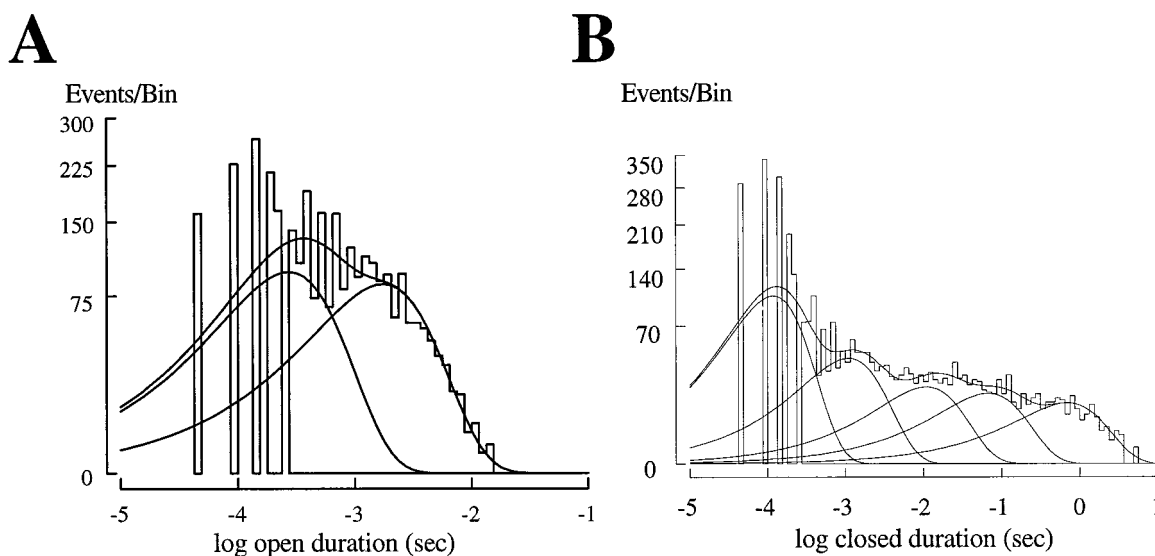 A
Events/Bin
300
225
150
75
0
-5 -4 -3 -2 -1
log open duration (sec)
B
Events/Bin
350
280
210
140
70
0
-5 -4 -3 -2 -1 0 1
log closed duration (sec)